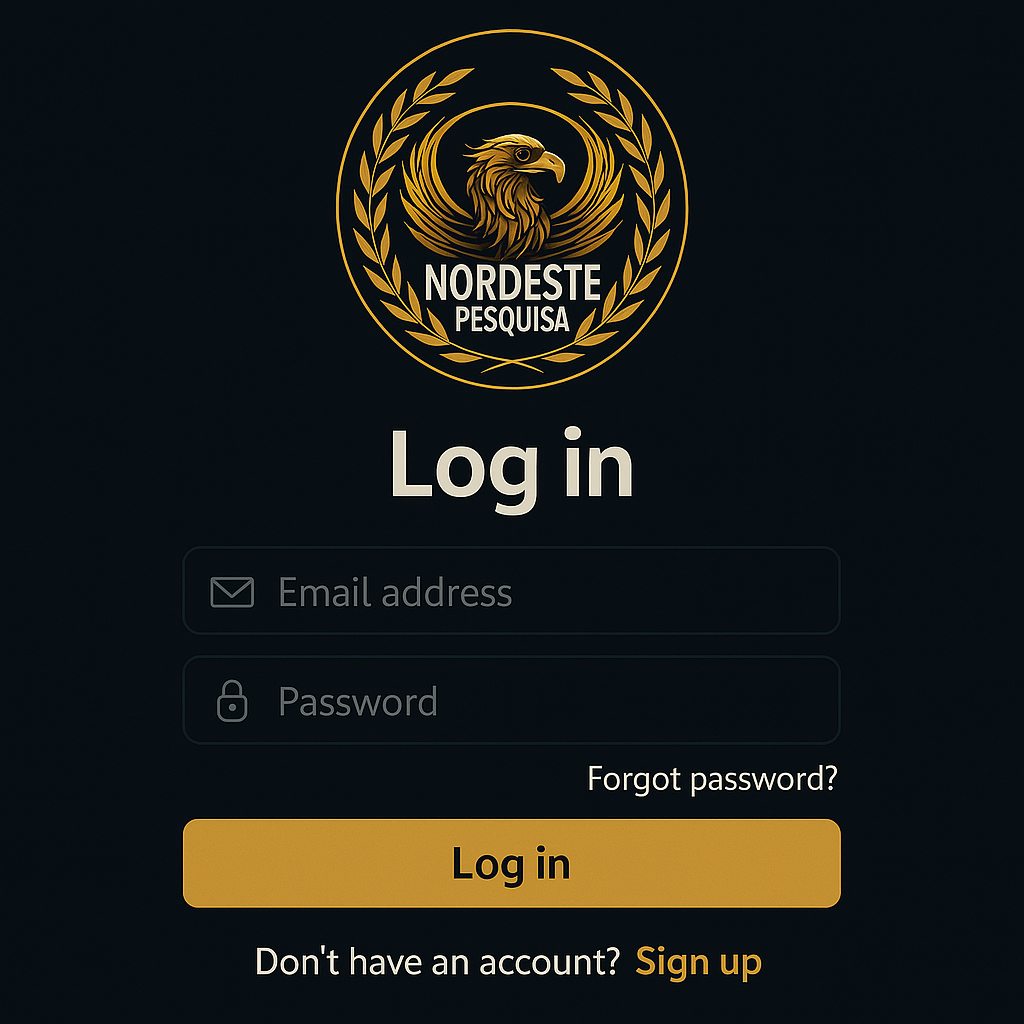 NORDESTE
PESQUISA
Log in
Email address
Password
Forgot password?
Log in
Don't have an account? Sign up